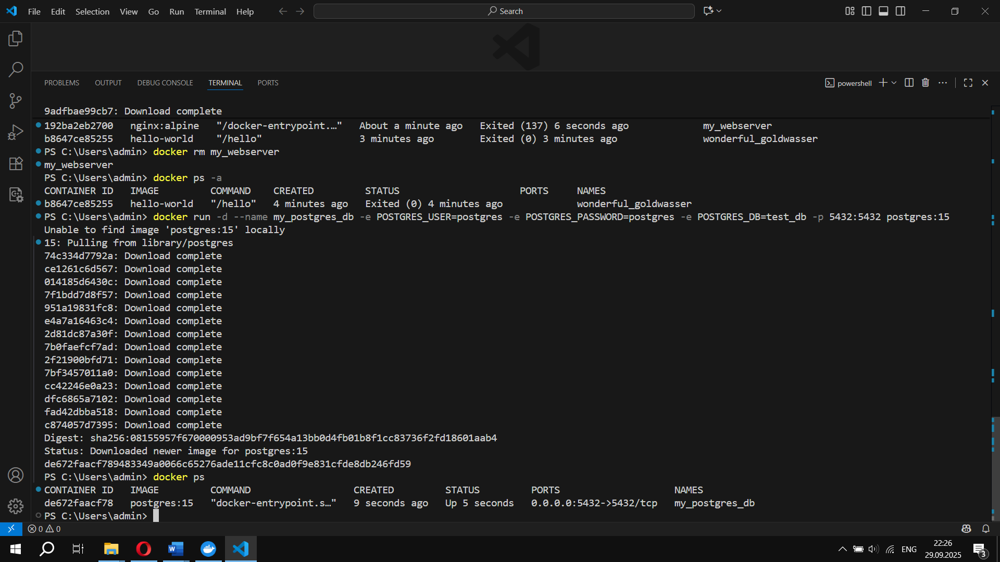 File Edit Selection View Go Run Terminal Help
Search
PROBLEMS OUTPUT DEBUG CONSOLE TERMINAL PORTS
powershell
9adfbae99cb7: Download complete
192ba2eb2700 nginx:alpine "/docker-entrypoint.…" About a minute ago Exited (137) 6 seconds ago my_webserver
b8647ce85255 hello-world "/hello" 3 minutes ago Exited (0) 3 minutes ago wonderful_goldwasser
PS C:\Users\admin> docker rm my_webserver
my_webserver
PS C:\Users\admin> docker ps -a
CONTAINER ID IMAGE COMMAND CREATED STATUS PORTS NAMES
b8647ce85255 hello-world "/hello" 4 minutes ago Exited (0) 4 minutes ago wonderful_goldwasser
PS C:\Users\admin> docker run -d --name my_postgres_db -e POSTGRES_USER=postgres -e POSTGRES_PASSWORD=postgres -e POSTGRES_DB=test_db -p 5432:5432 postgres:15
Unable to find image 'postgres:15' locally
15: Pulling from library/postgres
74c334d7792a: Download complete
ce1261c6d567: Download complete
014185d6430c: Download complete
7f1bdd7d8f57: Download complete
951a19831fc8: Download complete
e4a7a16463c4: Download complete
2d81dc87a30f: Download complete
7b0faefcf7ad: Download complete
2f21900bfd71: Download complete
7bf3457011a0: Download complete
cc42246e0a23: Download complete
dfc6865a7102: Download complete
fad42dbba518: Download complete
c874057d7395: Download complete
Digest: sha256:08155957f670000953ad9bf7f654a13bb0d4fb01b8f1cc83736f2fd18601aab4
Status: Downloaded newer image for postgres:15
de672faacf789483349a0066c65276ade11cfc8c0ad0f9e831cfde8db246fd59
PS C:\Users\admin> docker ps
CONTAINER ID IMAGE COMMAND CREATED STATUS PORTS NAMES
de672faacf78 postgres:15 "docker-entrypoint.s…" 9 seconds ago Up 5 seconds 0.0.0.0:5432->5432/tcp my_postgres_db
PS C:\Users\admin>
0 0
ENG
22:26
29.09.2025
3